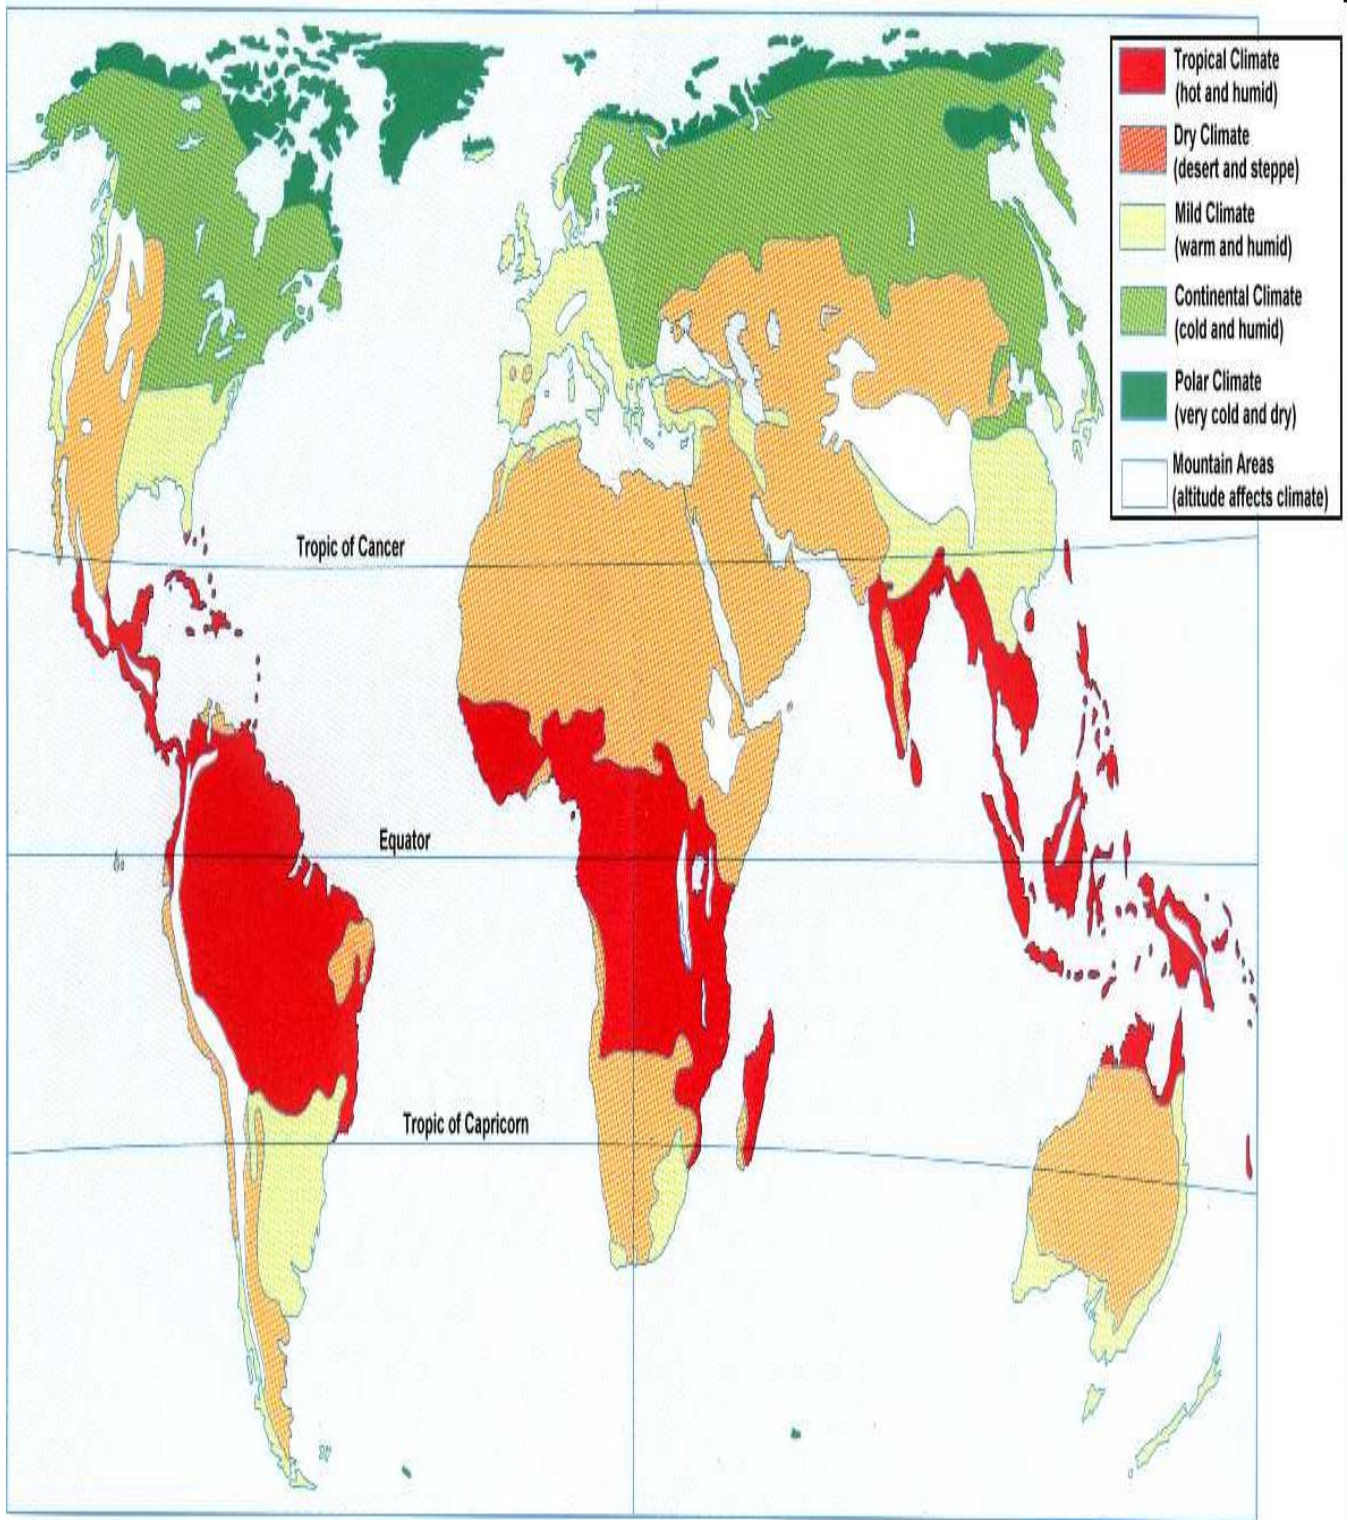 Tropical Climate
(hot and humid)
Dry Climate
(desert and steppe)
Mild Climate
(warm and humid)
Continental Climate
(cold and humid)
Polar Climate
(very cold and dry)
Mountain Areas
(altitude affects climate)
Tropic of Cancer
Equator
Tropic of Capricorn